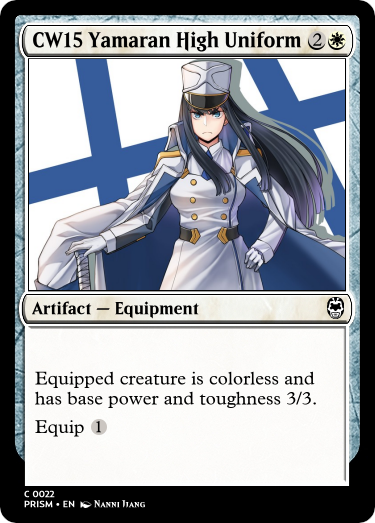 CW15 Yamaran High Uniform 2
Artifact — Equipment
Equipped creature is colorless and
has base power and toughness 3/3.
Equip 1
C 0022
PRISM • EN Nanni Jiang